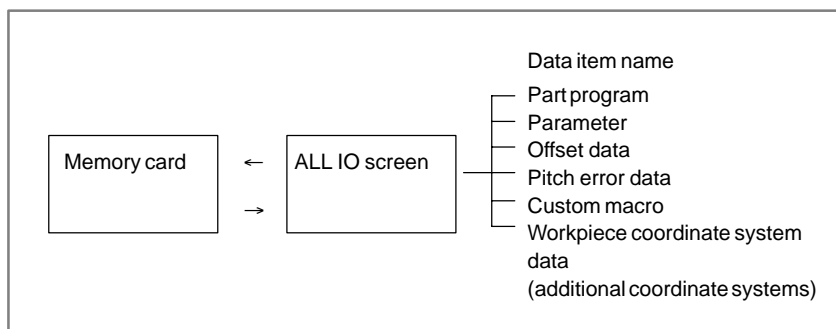 Data item name
Part program
Parameter
Memory card
ALL IO screen
Offset data
Pitch error data
Custom macro
Workpiece coordinate system
data
(additional coordinate systems)